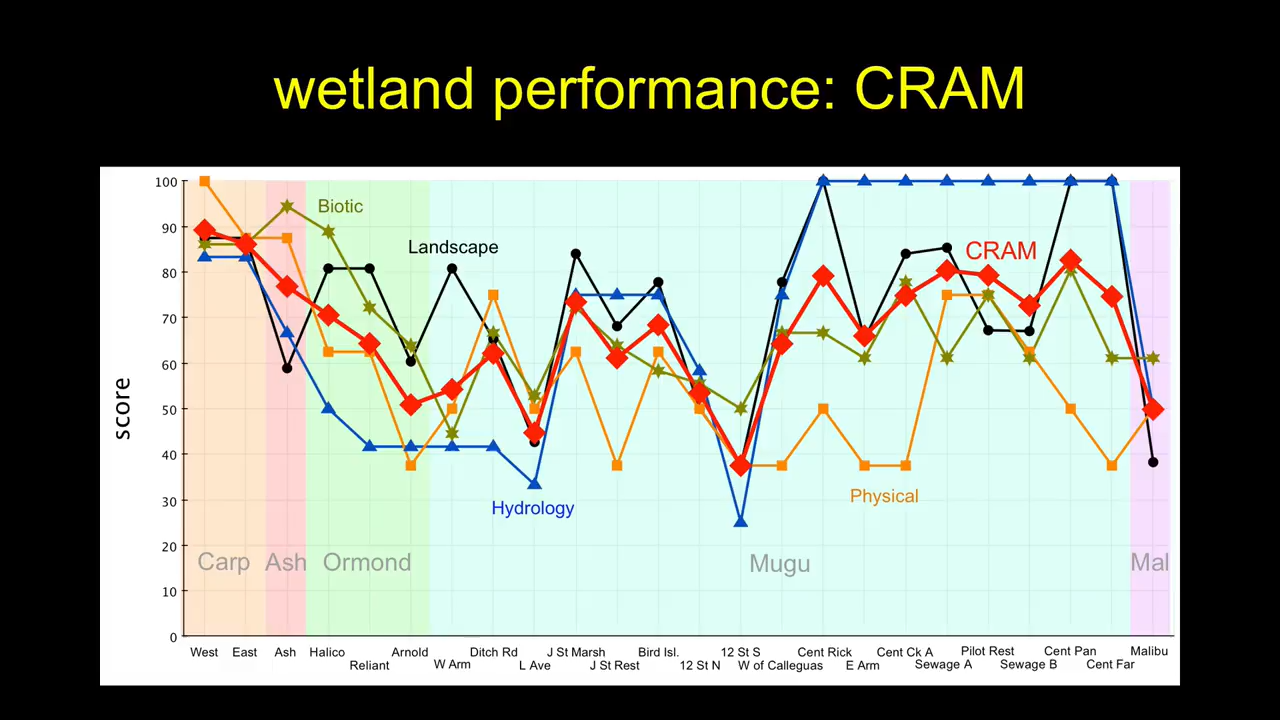 wetland performance: CRAM
100
90
80
70
60
50
40
30
20
10
0
score
Biotic
Landscape
CRAM
Hydrology
Physical
Carp Ash Ormond Mugu Mal
West East Ash Halico Arnold Ditch Rd J St Marsh Bird Isl. 12 St S Cent Rick Cent Ck A Pilot Rest Cent Pan Malibu
Reliant W Arm L Ave J St Rest 12 St N W of Calleguas E Arm Sewage A Sewage B Cent Far